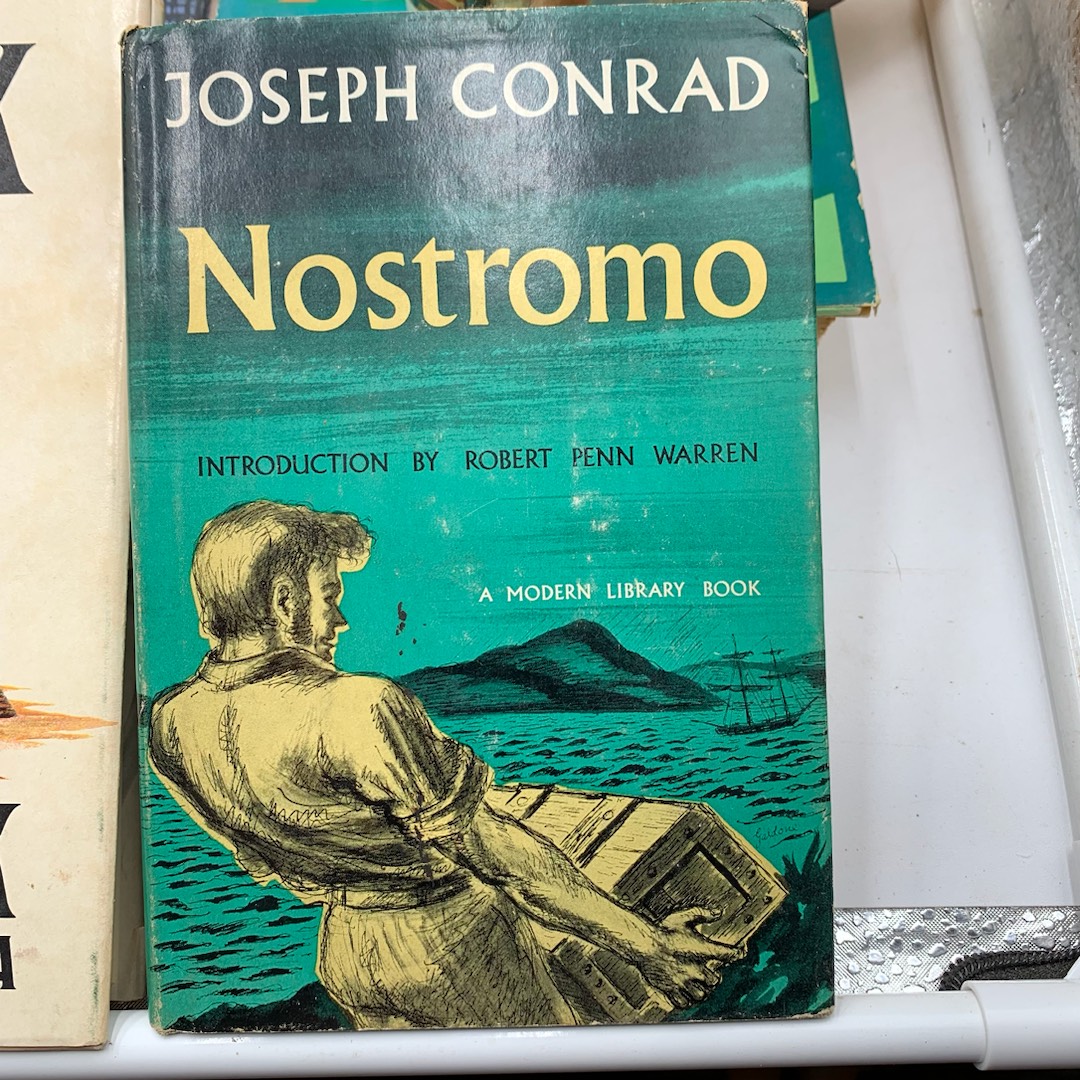 JOSEPH CONRAD
Nostromo
INTRODUCTION BY ROBERT PENN WARREN
A MODERN LIBRARY BOOK